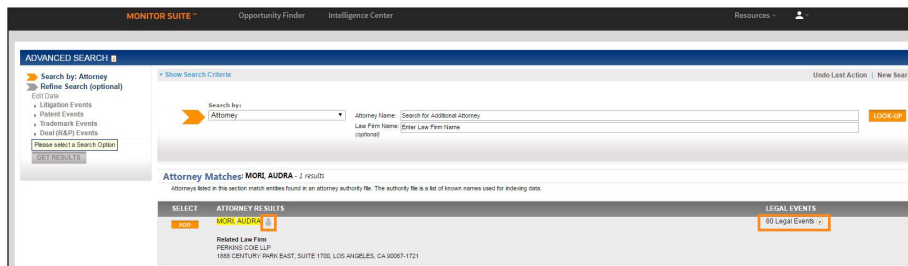 MONITOR SUITE™ Opportunity Finder Intelligence Center Resources
ADVANCED SEARCH
Search by: Attorney
Refine Search (optional)
Edit Date
Litigation Events
Patent Events
Trademark Events
Deal (R&P) Events
Please select a Search Option
GET RESULTS
+ Show Search Criteria Undo Last Action | New Sear
Search by:
Attorney
Attorney Name: Search for Additional Attorney
LOOK-UP
Law Firm Name: Enter Law Firm Name
(optional)
Attorney Matches: MORI, AUDRA - 1 results
Attorneys listed in this section match entities found in an attorney authority file. The authority file is a list of known names used for indexing data.
SELECT ATTORNEY RESULTS LEGAL EVENTS
ADD MORI, AUDRA 80 Legal Events
Related Law Firm
PERKINS COIE LLP
1888 CENTURY PARK EAST, SUITE 1700, LOS ANGELES, CA 90067-1721